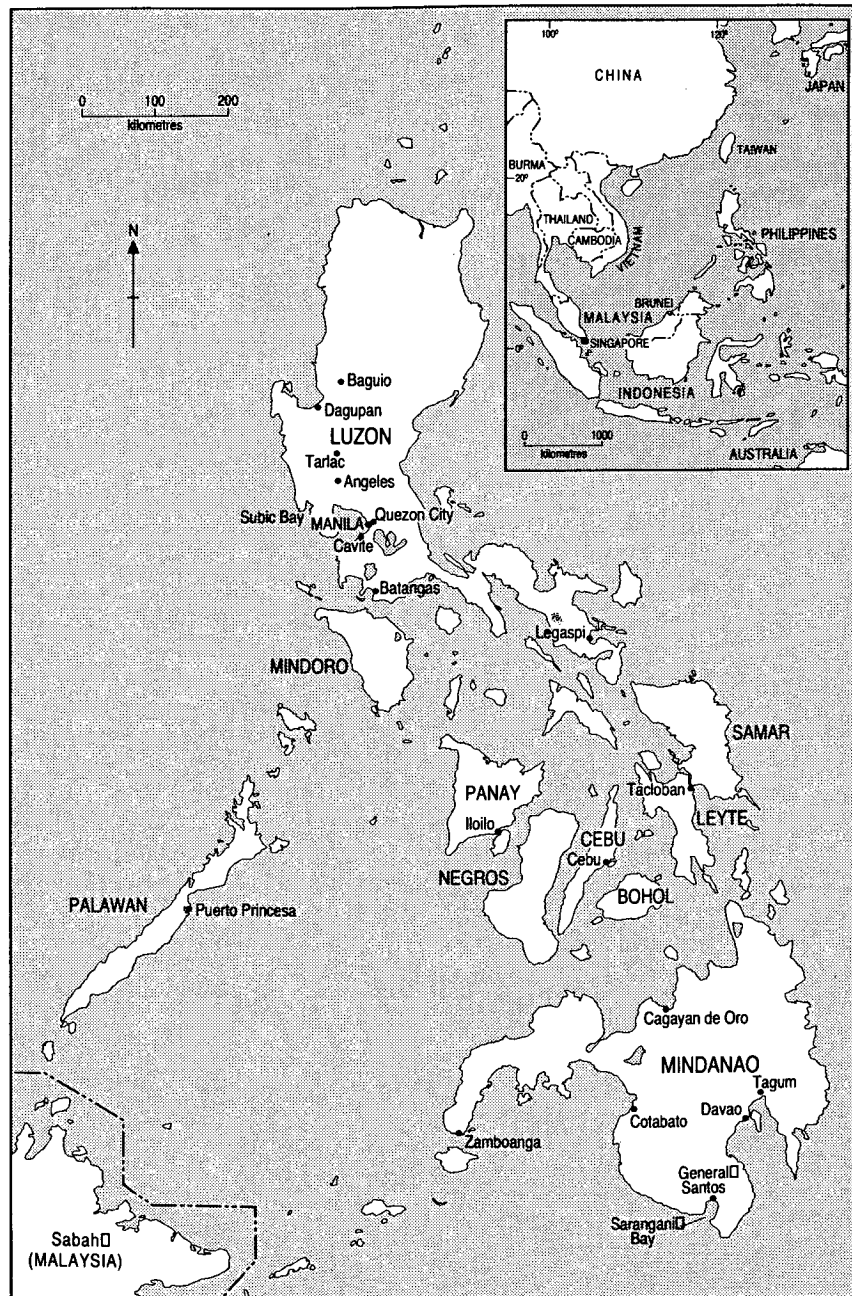 0 100 200
kilometres
N
100° 120°
CHINA
JAPAN
TAIWAN
BURMA
20°
THAILAND
CAMBODIA
VIETNAM
PHILIPPINES
BRUNEI
MALAYSIA
SINGAPORE
0°
INDONESIA
0 1000
kilometres
AUSTRALIA
Baguio
Dagupan
LUZON
Tarlac
Angeles
Subic Bay
MANILA
Quezon City
Cavite
Batangas
Legaspi
MINDORO
SAMAR
PANAY
Tacloban
LEYTE
Iloilo
CEBU
Cebu
NEGROS
BOHOL
PALAWAN
Puerto Princesa
Cagayan de Oro
MINDANAO
Tagum
Cotabato
Davao
Zamboanga
General
Santos
Sarangani
Bay
Sabah
(MALAYSIA)